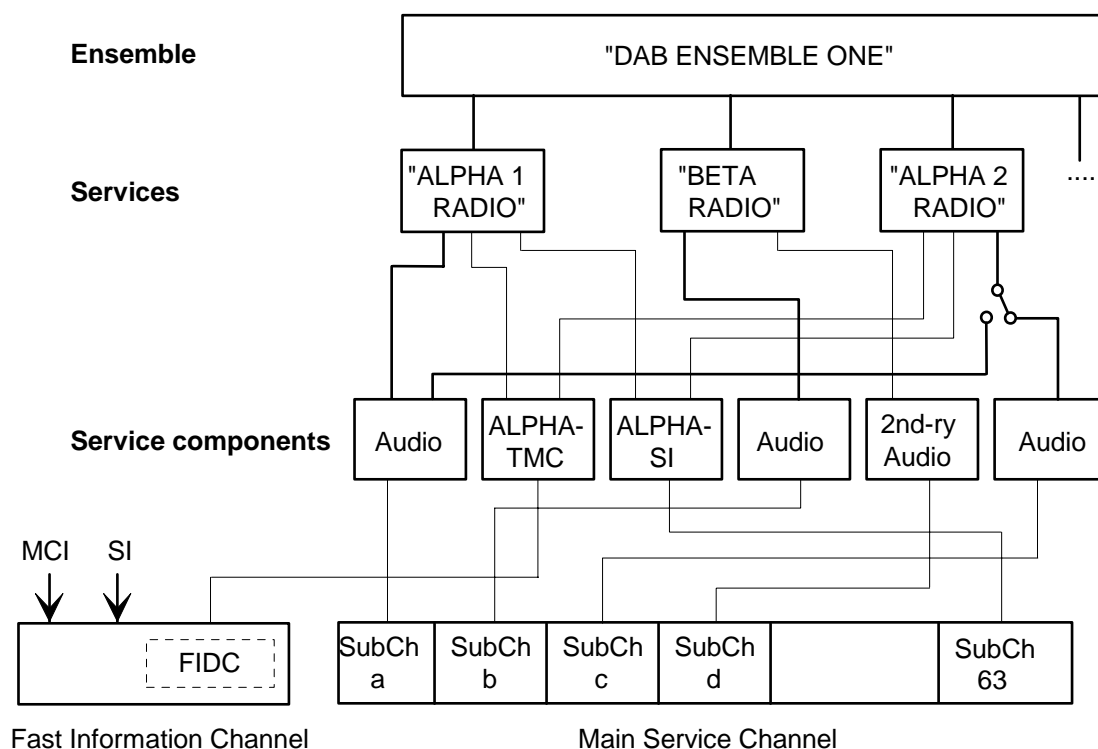 Ensemble
"DAB ENSEMBLE ONE"
Services
"ALPHA 1
RADIO"
"BETA
RADIO"
"ALPHA 2
RADIO"
....
Service components
Audio
ALPHA-
TMC
ALPHA-
SI
Audio
2nd-ry
Audio
Audio
MCI
SI
FIDC
SubCh
a
SubCh
b
SubCh
c
SubCh
d
SubCh
63
Fast Information Channel
Main Service Channel